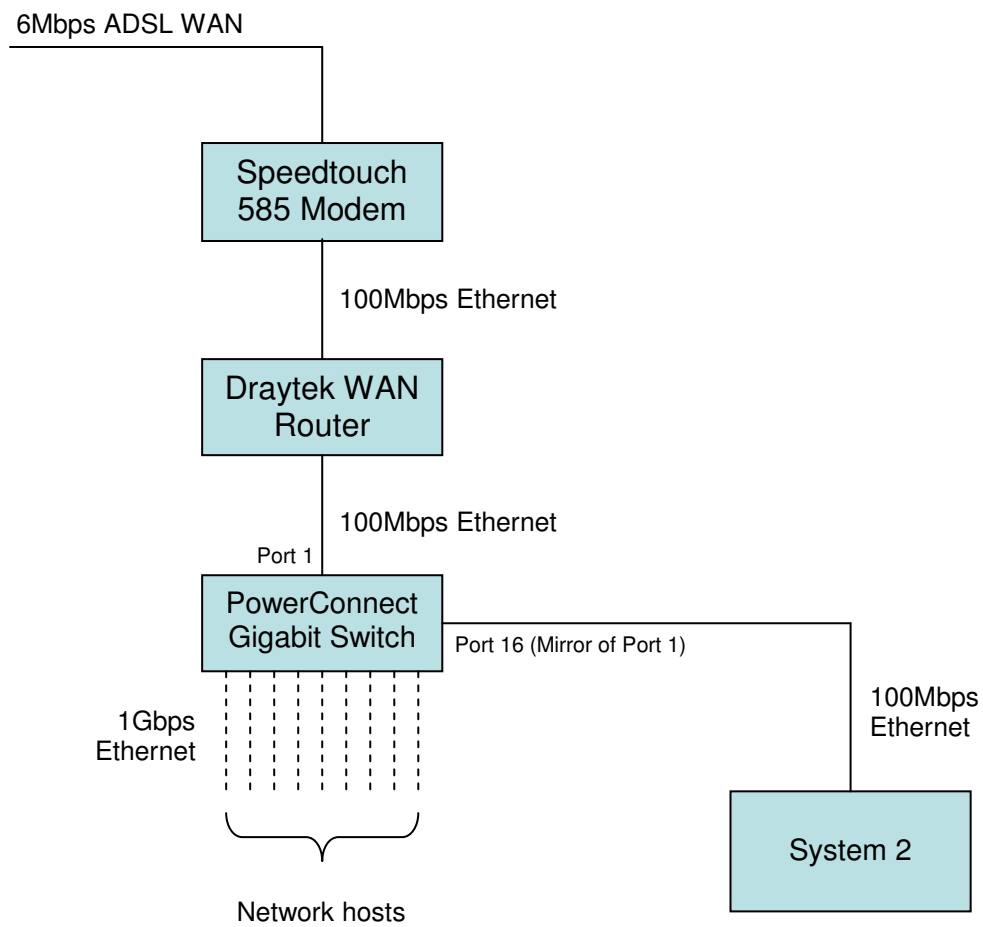 6Mbps ADSL WAN
Speedtouch
585 Modem
100Mbps Ethernet
Draytek WAN
Router
100Mbps Ethernet
Port 1
PowerConnect
Gigabit Switch
Port 16 (Mirror of Port 1)
1Gbps
Ethernet
100Mbps
Ethernet
System 2
Network hosts